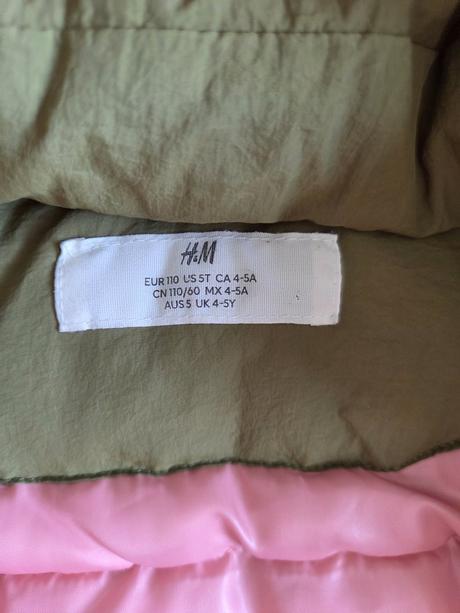 H&M
EUR 110 US 5T CA 4-5A
CN 110/60 MX 4-5A
AUS 5 UK 4-5Y